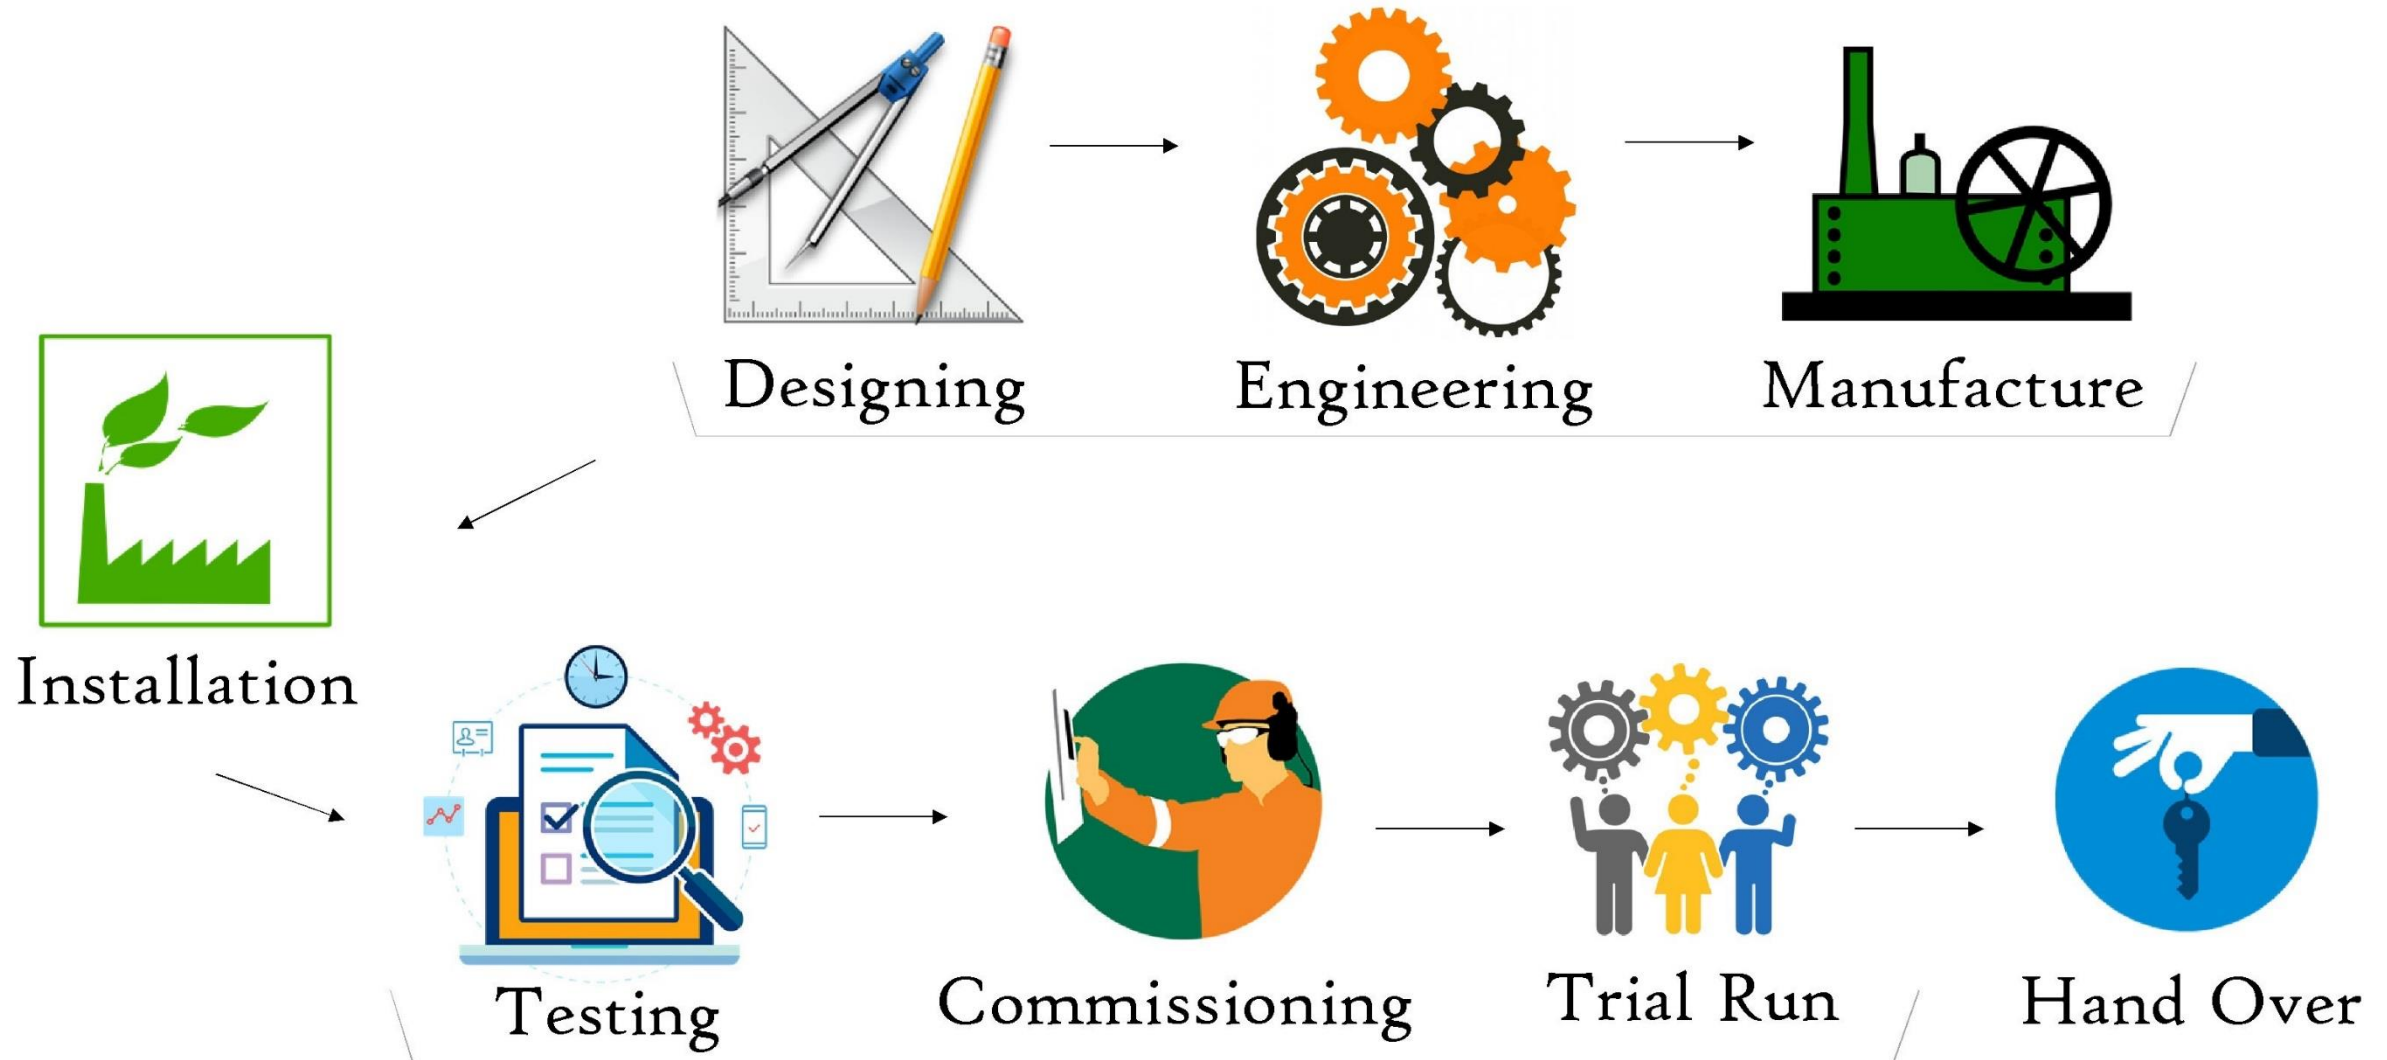 Designing
Engineering
Manufacture
Installation
Testing
Commissioning
Trial Run
Hand Over